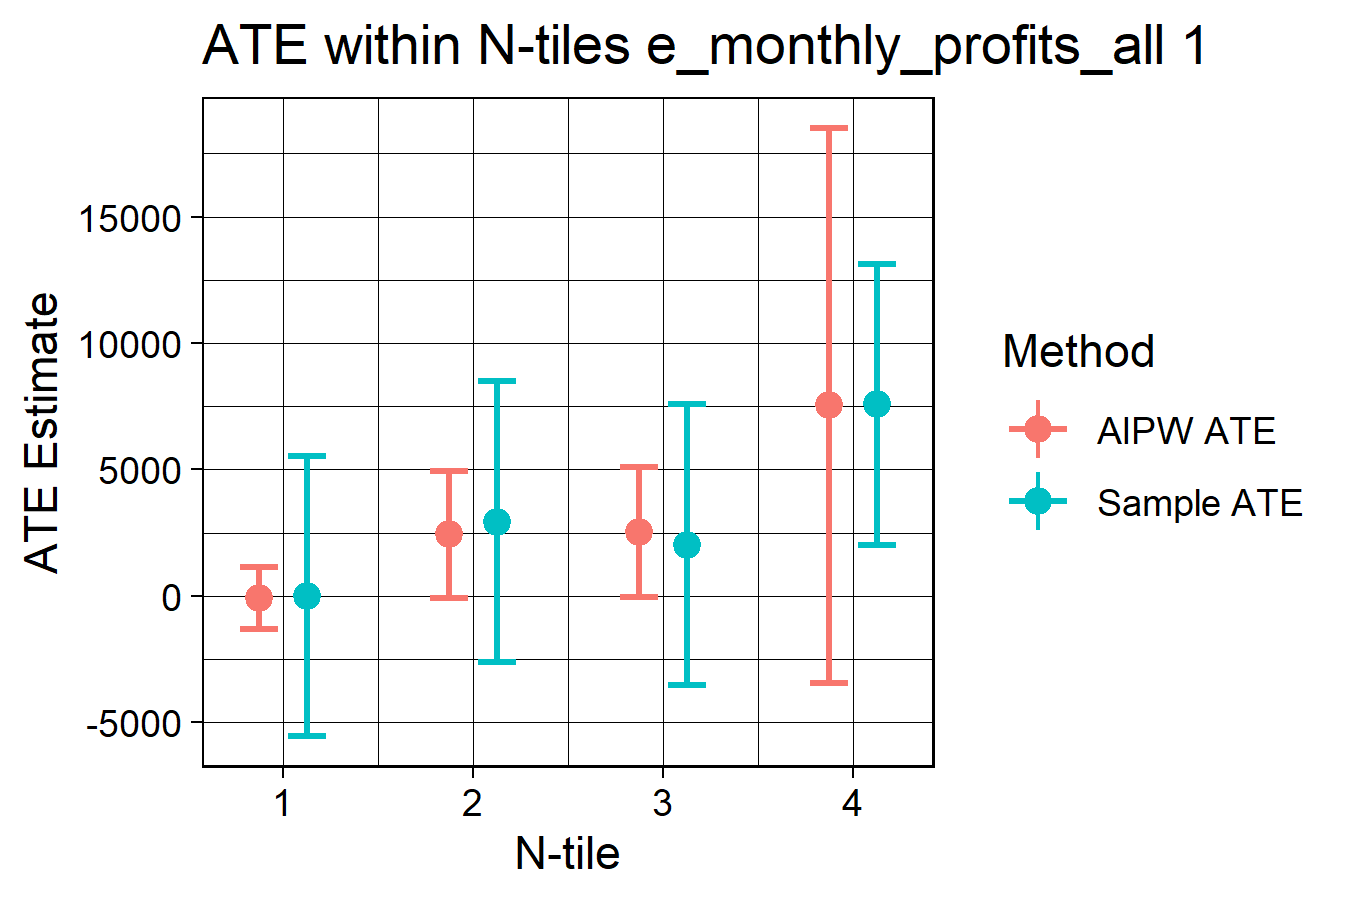 ATE within N-tiles e_monthly_profits_all 1
ATE Estimate
15000
10000
5000
0
-5000
1 2 3 4
N-tile
Method
AIPW ATE
Sample ATE